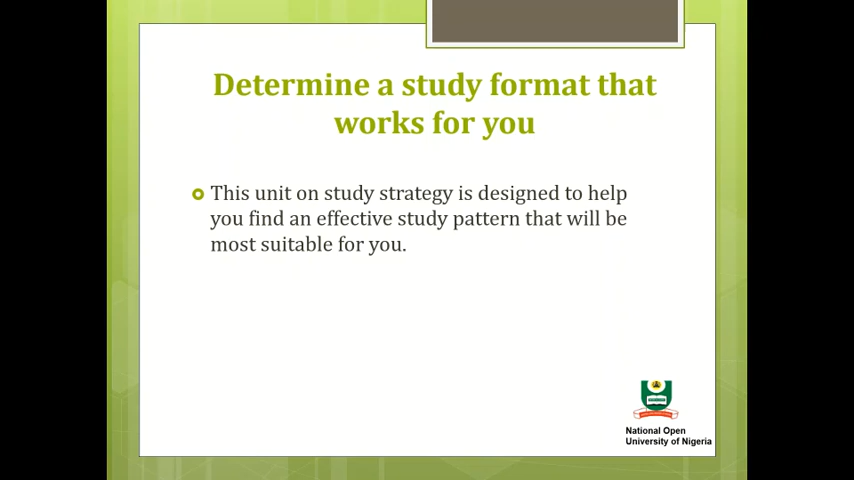 Determine a study format that
works for you
This unit on study strategy is designed to help
you find an effective study pattern that will be
most suitable for you.
National Open
University of Nigeria